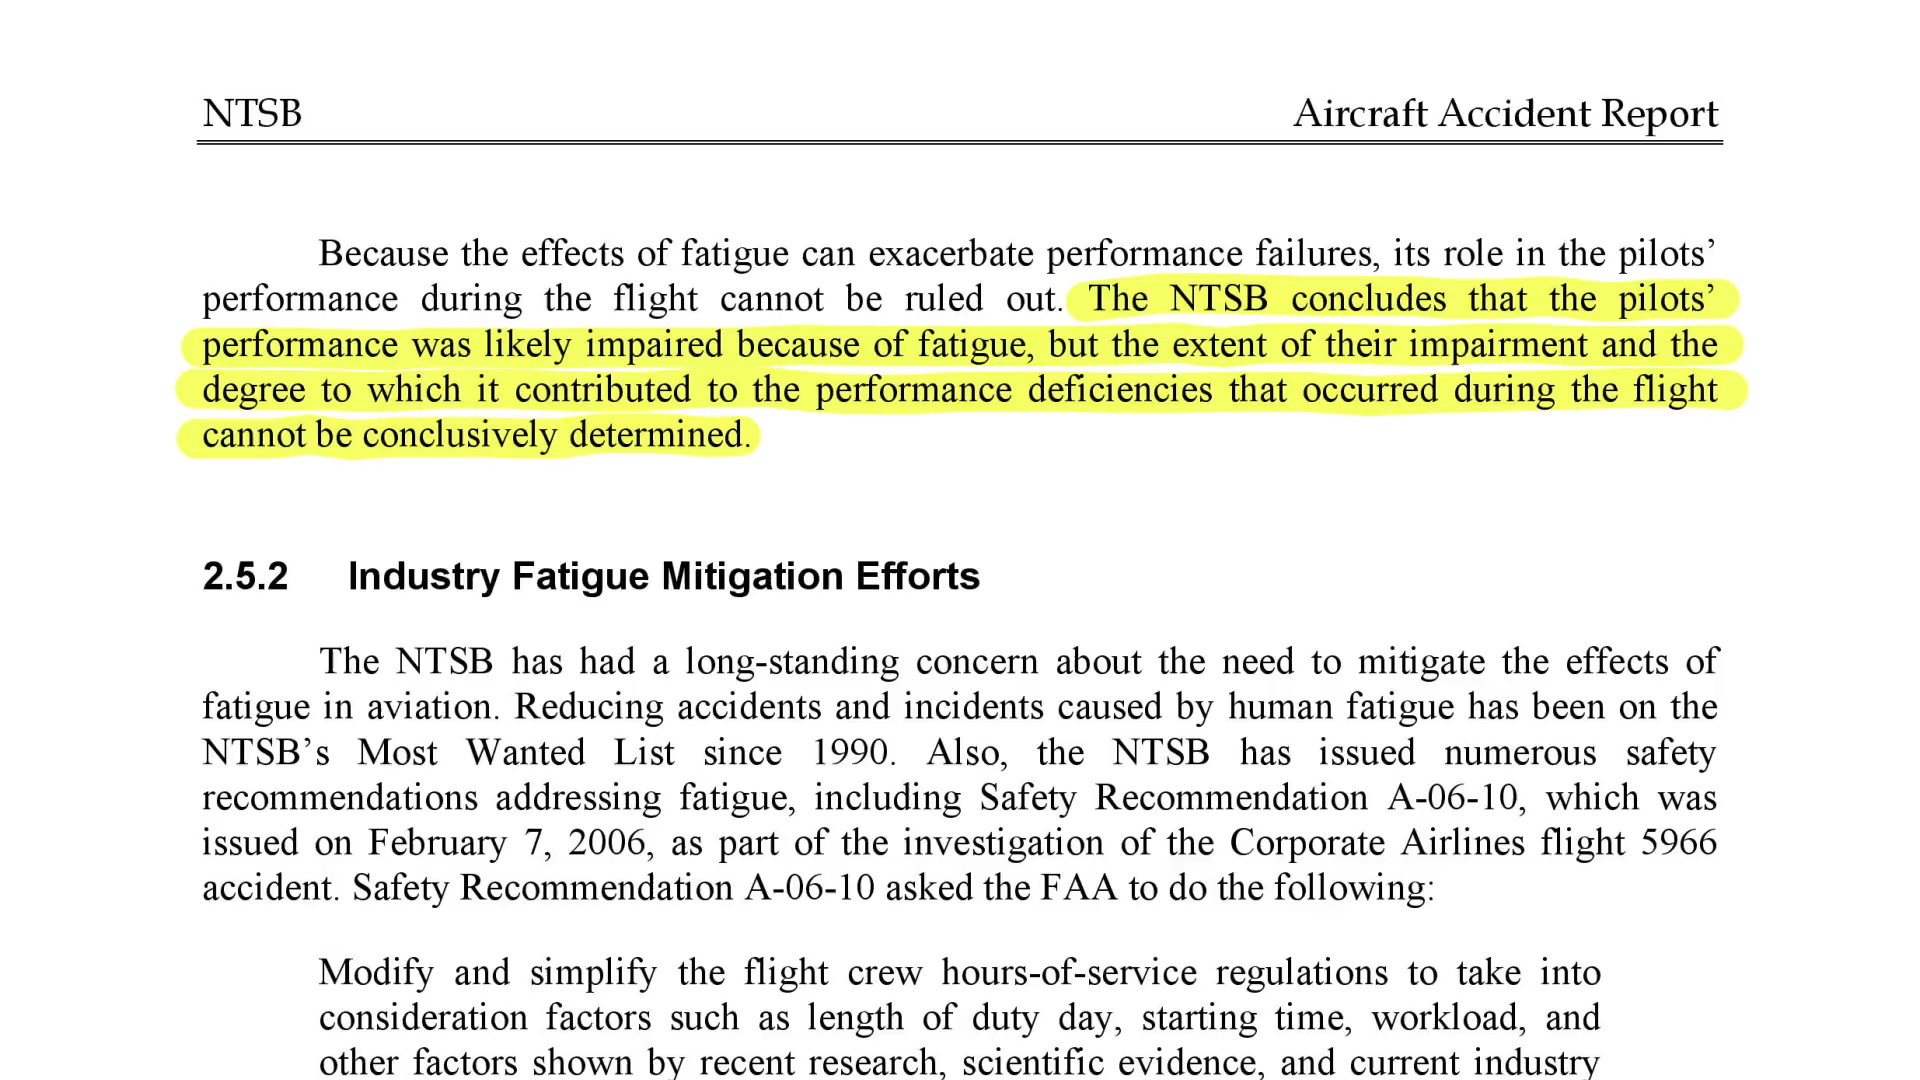 NTSB Aircraft Accident Report
Because the effects of fatigue can exacerbate performance failures, its role in the pilots’
performance during the flight cannot be ruled out. The NTSB concludes that the pilots’
performance was likely impaired because of fatigue, but the extent of their impairment and the
degree to which it contributed to the performance deficiencies that occurred during the flight
cannot be conclusively determined.
2.5.2 Industry Fatigue Mitigation Efforts
The NTSB has had a long-standing concern about the need to mitigate the effects of
fatigue in aviation. Reducing accidents and incidents caused by human fatigue has been on the
NTSB’s Most Wanted List since 1990. Also, the NTSB has issued numerous safety
recommendations addressing fatigue, including Safety Recommendation A-06-10, which was
issued on February 7, 2006, as part of the investigation of the Corporate Airlines flight 5966
accident. Safety Recommendation A-06-10 asked the FAA to do the following:
Modify and simplify the flight crew hours-of-service regulations to take into
consideration factors such as length of duty day, starting time, workload, and
other factors shown by recent research, scientific evidence, and current industry